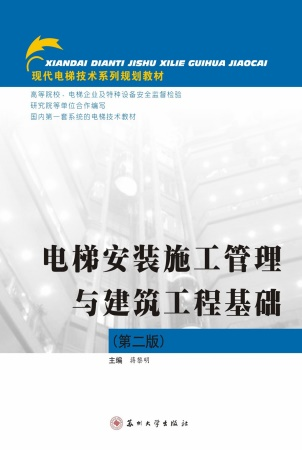 XIANDAI DIANTI JISHU XILIE GUIHUA JIAOCAI
现代电梯技术系列规划教材
高等院校、电梯企业及特种设备安全监督检验
研究院等单位合作编写
国内第一套系统的电梯技术教材
电梯安装施工管理
与建筑工程基础
(第二版)
主编 蒋黎明
苏州大学出版社